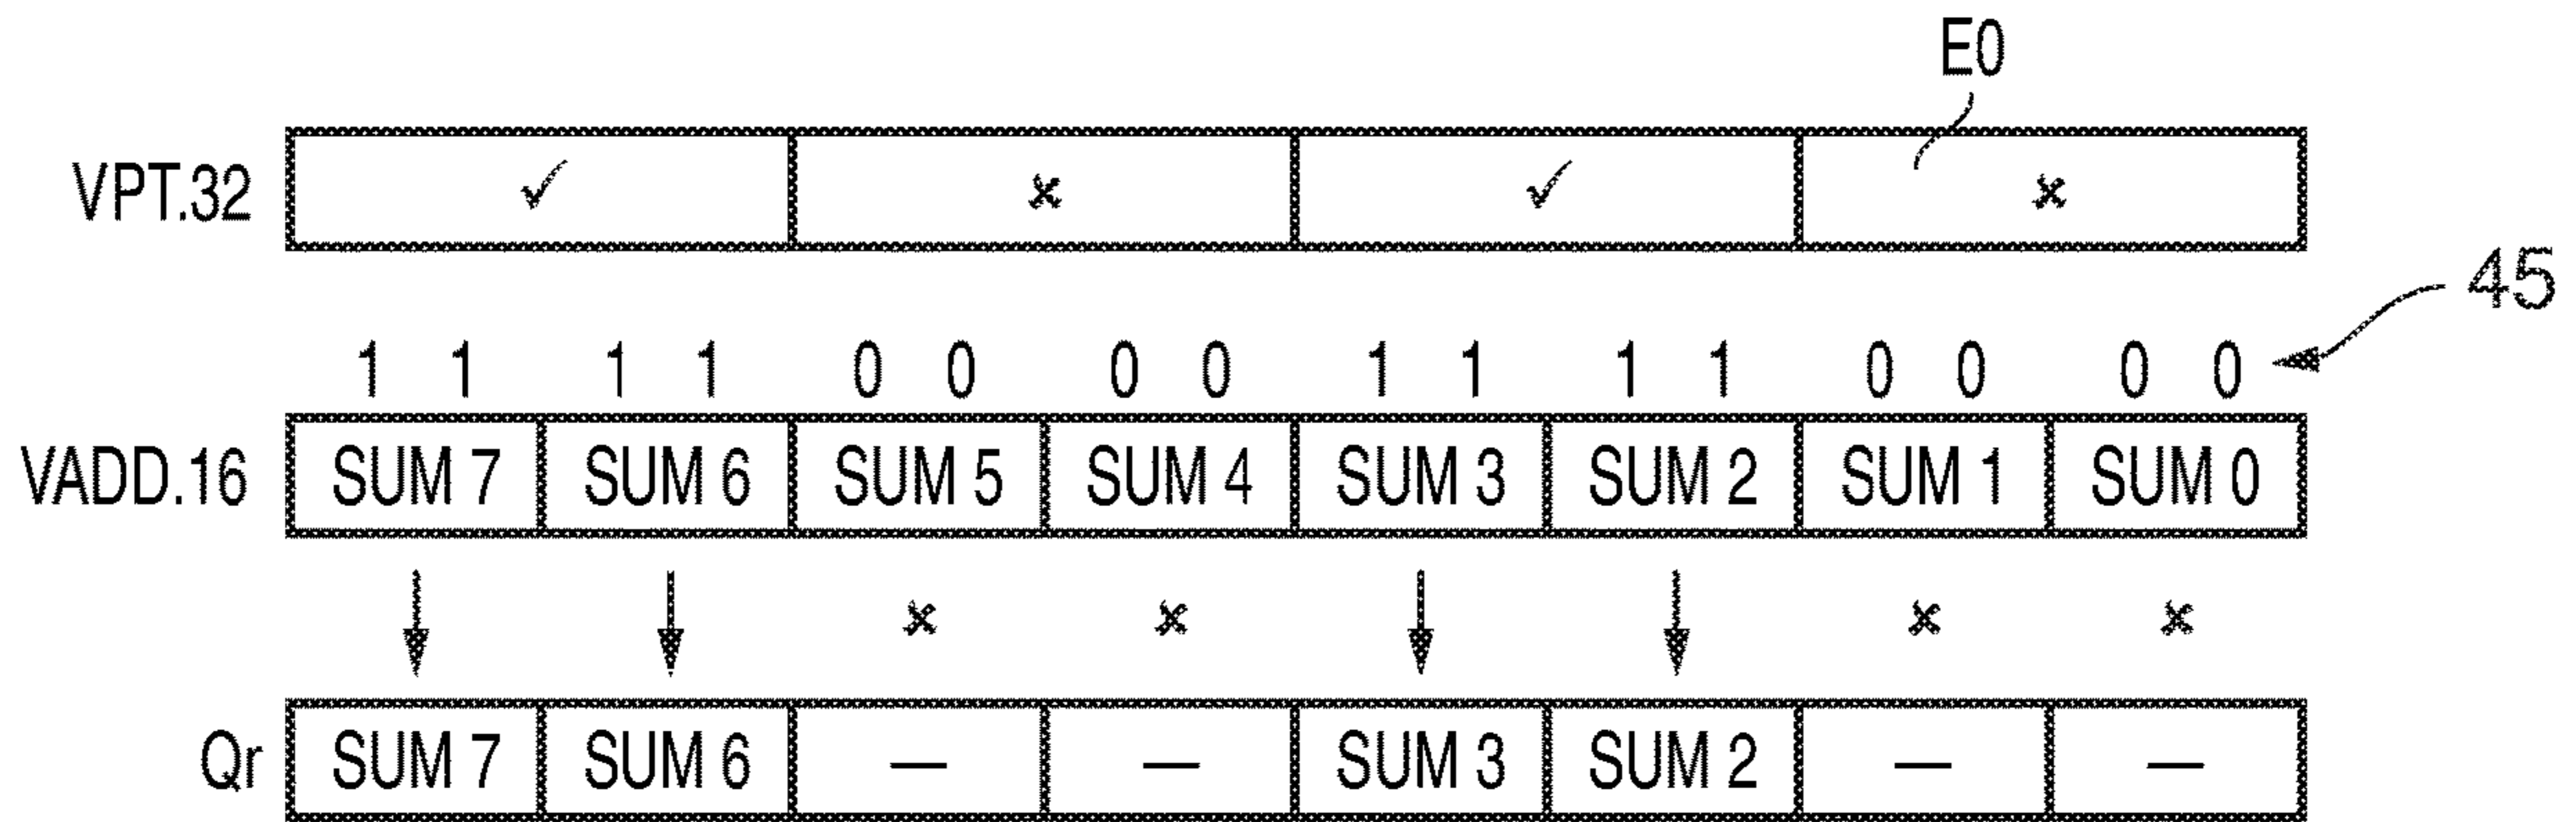 E0
VPT.32 ✓ × ✓ ×
45
1 1 1 1 0 0 0 0 1 1 1 1 0 0 0 0
VADD.16 SUM 7 SUM 6 SUM 5 SUM 4 SUM 3 SUM 2 SUM 1 SUM 0
× × × ×
Qr SUM 7 SUM 6 — — SUM 3 SUM 2 — —